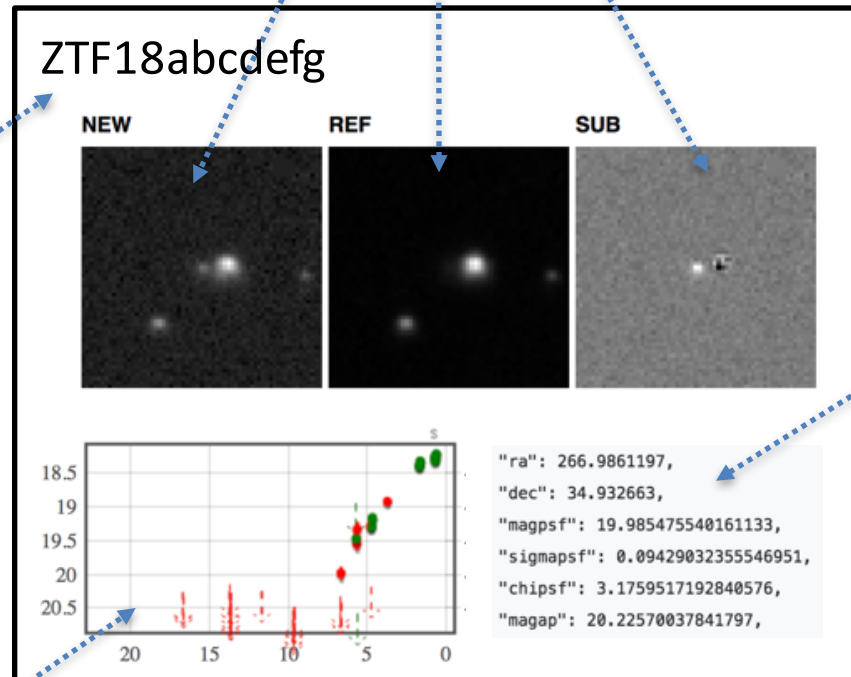 ZTF18abcdefg
NEW REF SUB
S
18.5
19
19.5
20
20.5
20 15 10 5 0
"ra": 266.9861197,
"dec": 34.932663,
"magpsf": 19.985475540161133,
"sigmapsf": 0.09429032355546951,
"chipsf": 3.1759517192840576,
"magap": 20.22570037841797,